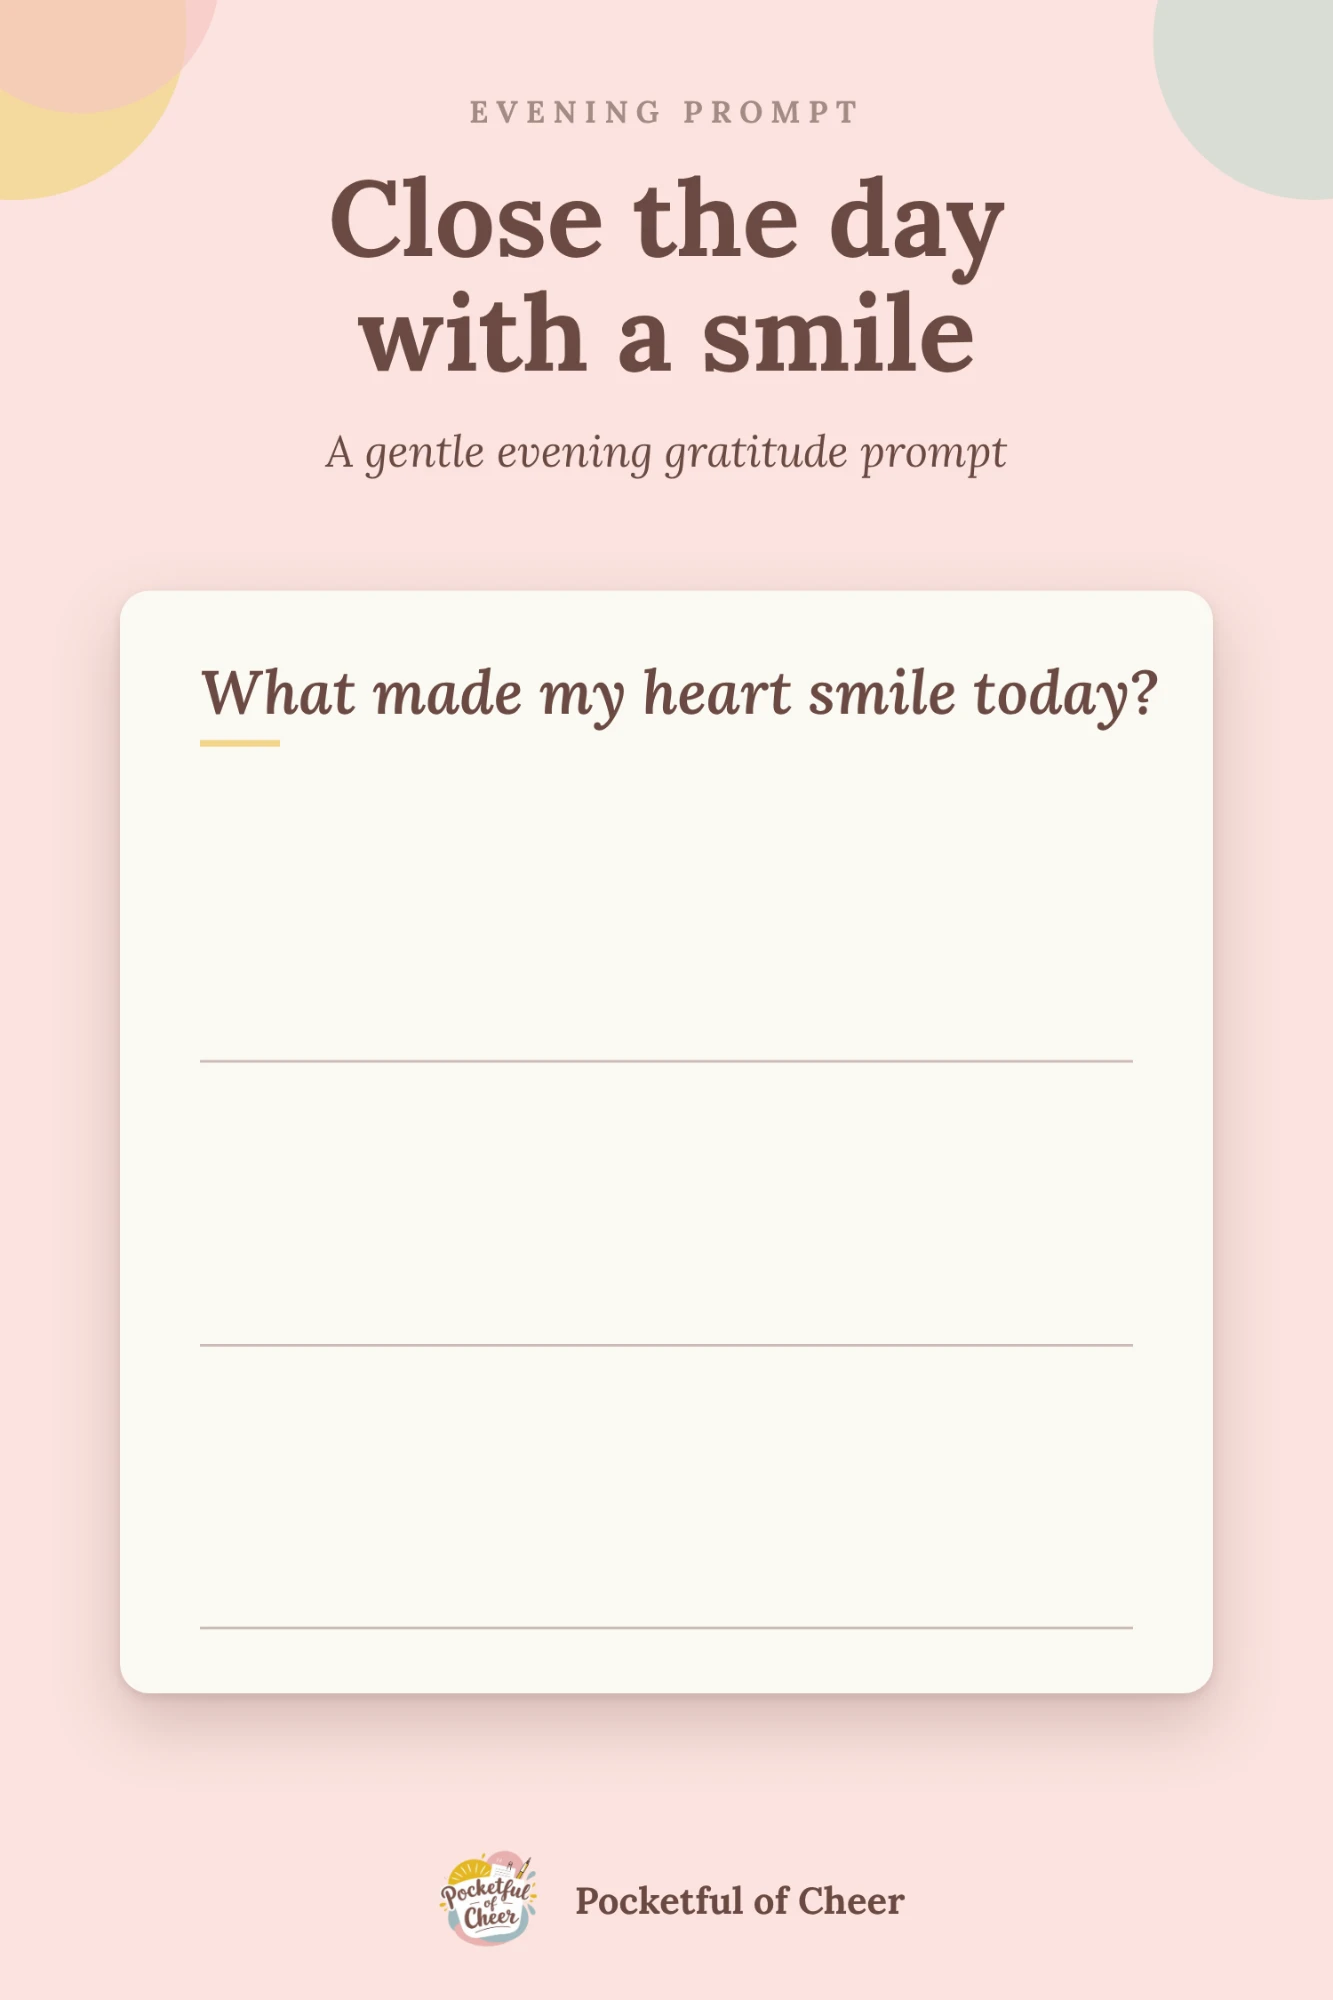 EVENING PROMPT
Close the day
with a smile
A gentle evening gratitude prompt
What made my heart smile today?
Pocketful
of
Cheer
Pocketful of Cheer